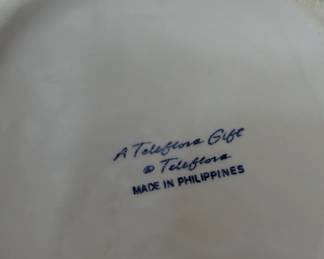 A Teleflora Gift
® Teleflora
MADE IN PHILIPPINES